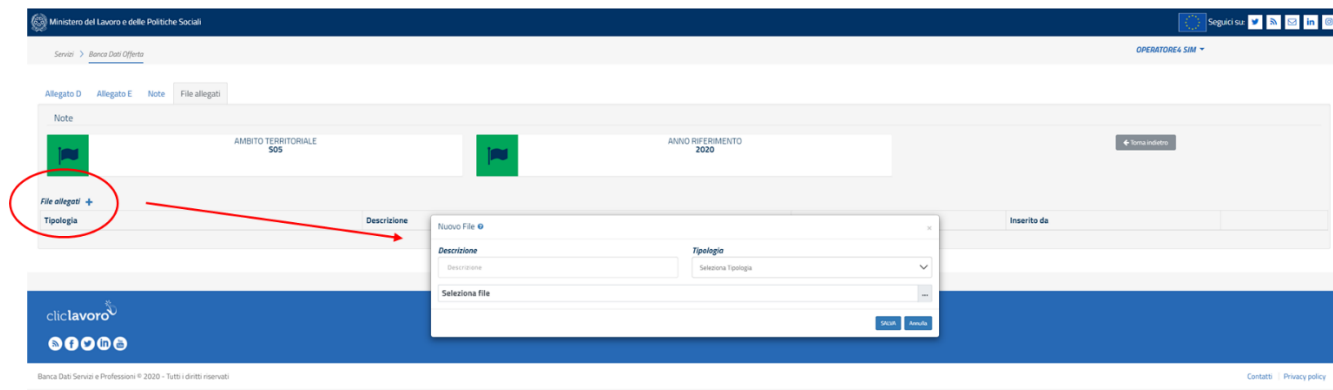 Ministero del Lavoro e delle Politiche Sociali
Seguici su:
Servizi > Banca Dati Offerta
OPERATORE4 SIM
Allegato D Allegato E Note File allegati
Note
AMBITO TERRITORIALE
S05
ANNO RIFERIMENTO
2020
Torna indietro
File allegati +
Tipologia Descrizione Inserito da
Nuovo File
Descrizione Tipologia
Descrizione Seleziona Tipologia
Seleziona file ...
SALVA Annulla
cliclavoro
Banca Dati Servizi e Professioni © 2020 - Tutti i diritti riservati
Contatti Privacy policy